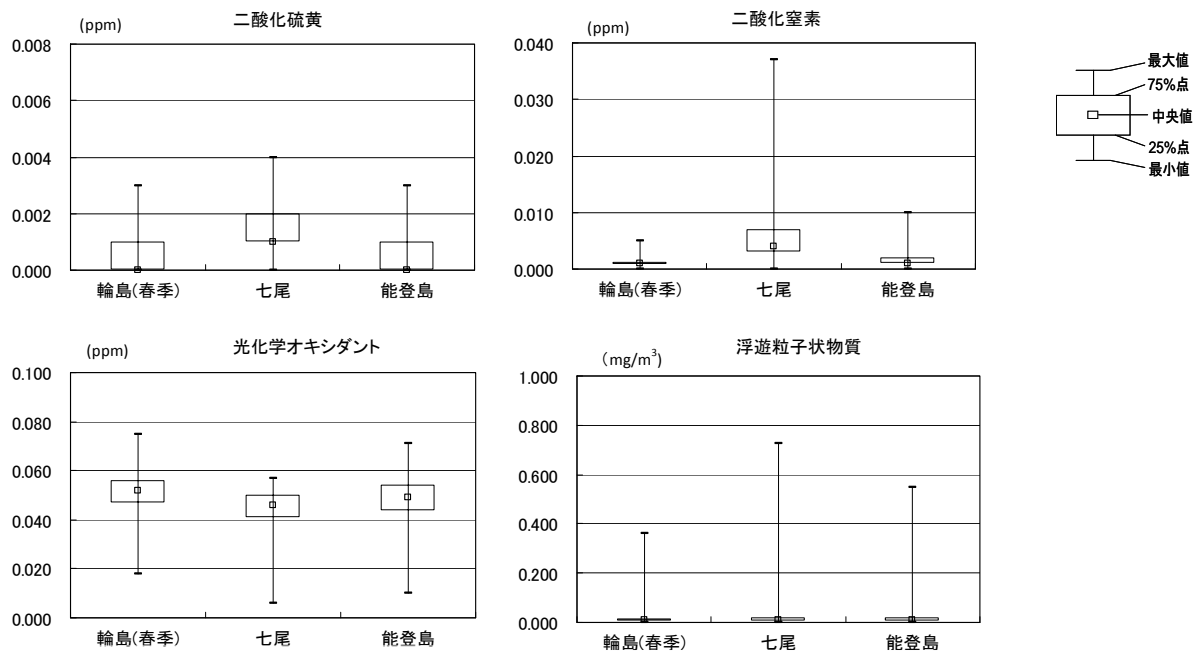 二酸化硫黄
(ppm)
0.008
0.006
0.004
0.002
0.000
輪島(春季) 七尾 能登島
二酸化窒素
(ppm)
0.040
0.030
0.020
0.010
0.000
輪島(春季) 七尾 能登島
最大値
75%点
中央値
25%点
最小値
光化学オキシダント
(ppm)
0.100
0.080
0.060
0.040
0.020
0.000
輪島(春季) 七尾 能登島
浮遊粒子状物質
(mg/m³)
1.000
0.800
0.600
0.400
0.200
0.000
輪島(春季) 七尾 能登島